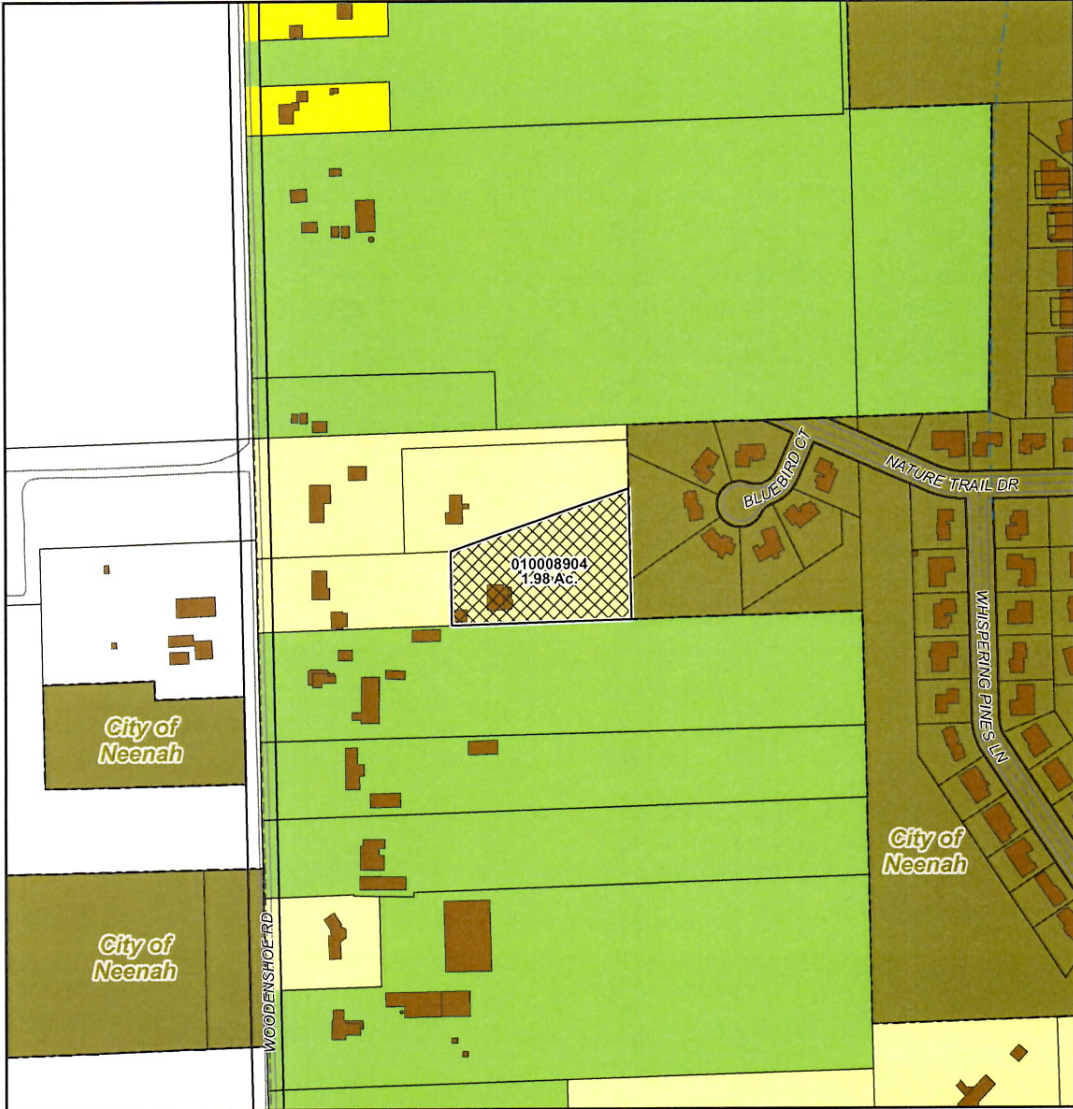 BLUEBIRD CT
NATURE TRAIL DR
010008904
1.98 Ac.
WHISPERING PINES LN
City of
Neenah
City of
Neenah
City of
Neenah
WOODENSHOE RD